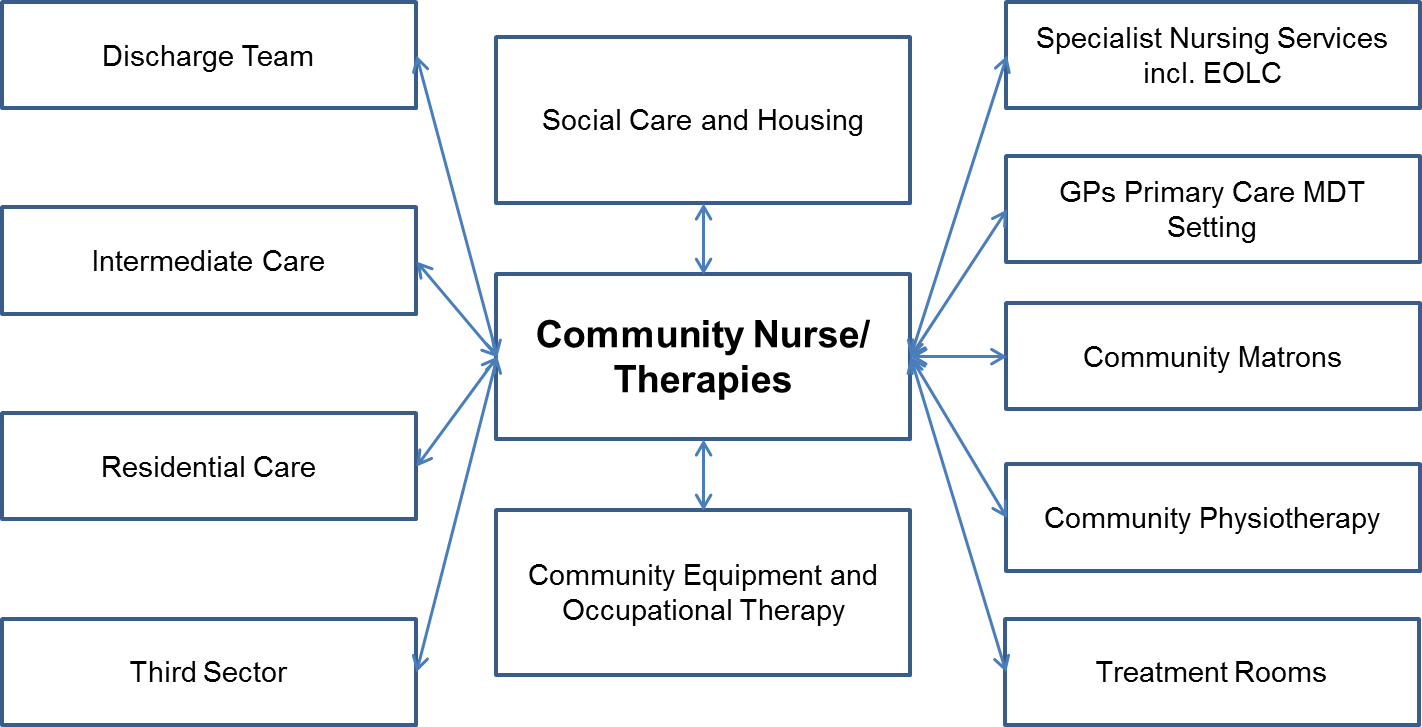 Discharge Team
Intermediate Care
Residential Care
Third Sector
Social Care and Housing
Community Nurse/
Therapies
Community Equipment and
Occupational Therapy
Specialist Nursing Services
incl. EOLC
GPs Primary Care MDT
Setting
Community Matrons
Community Physiotherapy
Treatment Rooms